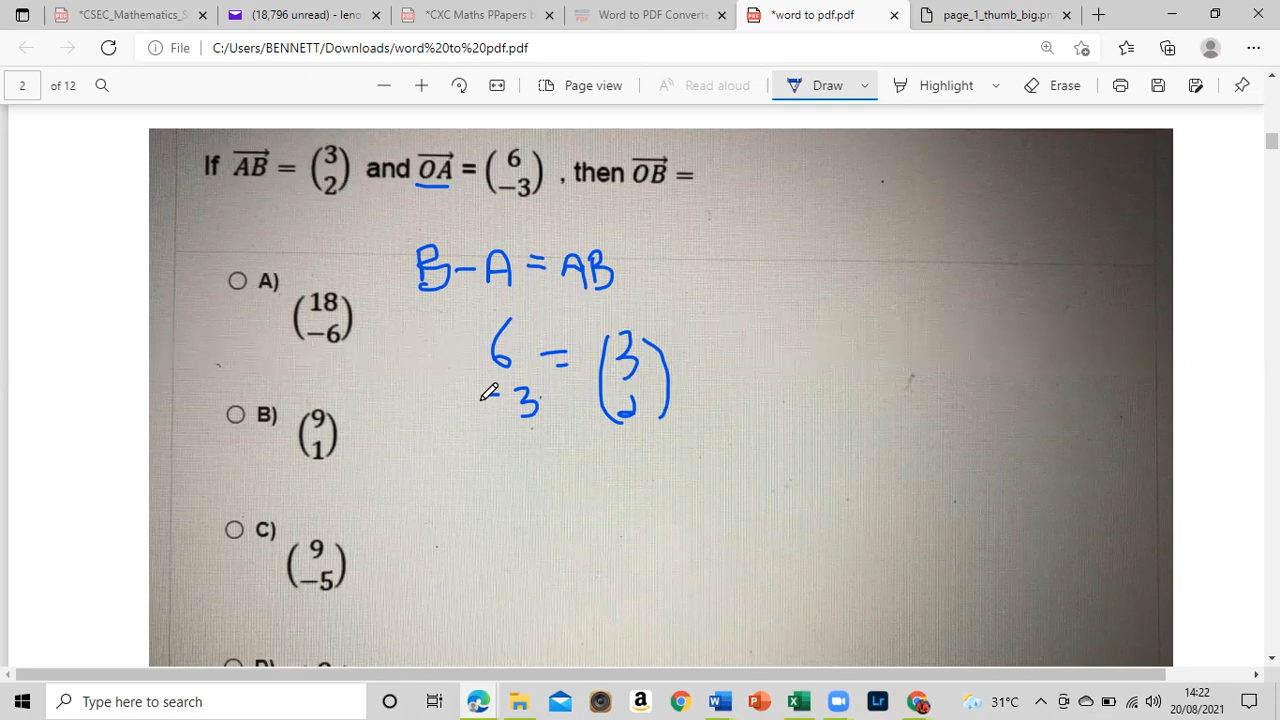 *CSEC_Mathematics_S
(18,796 unread) - leno
*CXC Maths PPapers b
Word to PDF Converte
*word to pdf.pdf
page_1_thumb_big.pn
File
C:/Users/BENNETT/Downloads/word%20to%20pdf.pdf
2 of 12
Page view
Read aloud
Draw
Highlight
Erase
If AB = (3 2) and OA = (6 −3) , then OB =
B - A = AB
A)
(18 −6)
6 - 3 = (3 2)
B)
(9 1)
C)
(9 −5)
Type here to search
31°C
14:22
20/08/2021